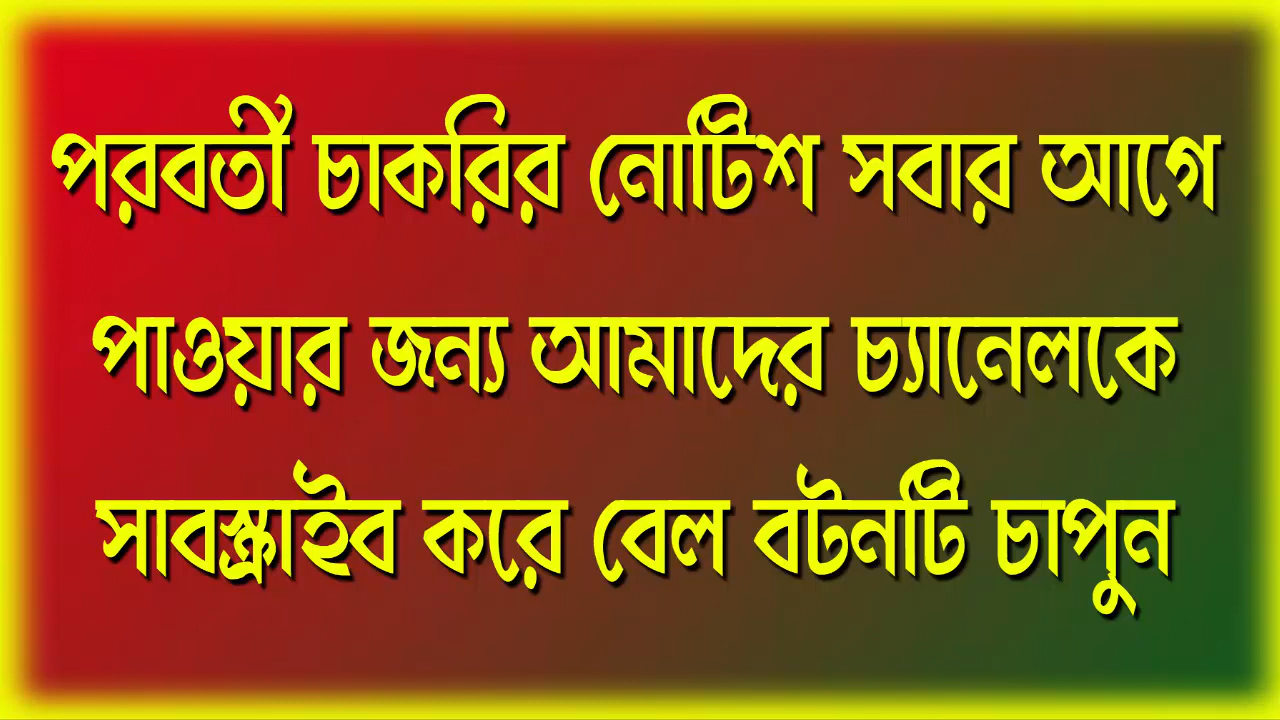 পরবর্তী চাকরির নোটিশ সবার আগে
পাওয়ার জন্য আমাদের চ্যানেলকে
সাবস্ক্রাইব করে বেল বটনটি চাপুন